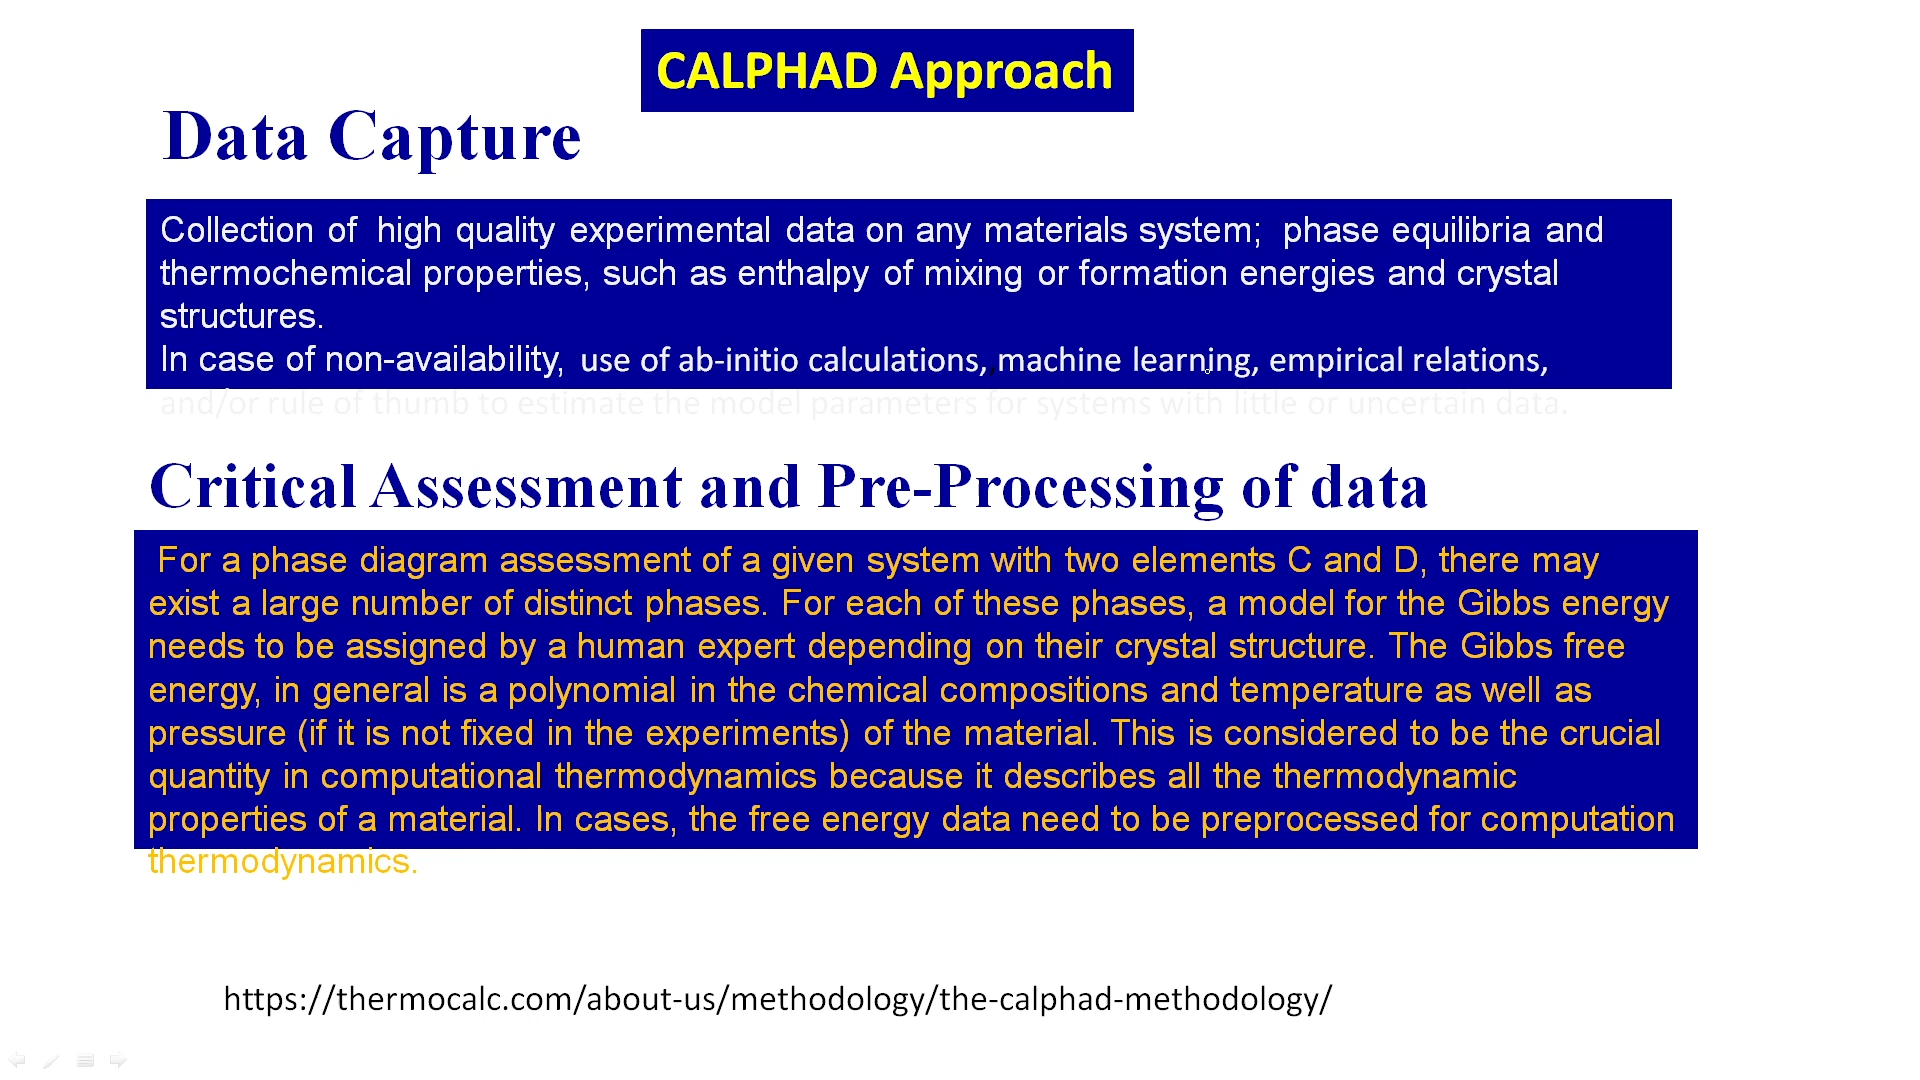 CALPHAD Approach
Data Capture
Collection of high quality experimental data on any materials system; phase equilibria and
thermochemical properties, such as enthalpy of mixing or formation energies and crystal
structures.
In case of non-availability, use of ab-initio calculations, machine learning, empirical relations,
and/or rule of thumb to estimate the model parameters for systems with little or uncertain data.
Critical Assessment and Pre-Processing of data
For a phase diagram assessment of a given system with two elements C and D, there may
exist a large number of distinct phases. For each of these phases, a model for the Gibbs energy
needs to be assigned by a human expert depending on their crystal structure. The Gibbs free
energy, in general is a polynomial in the chemical compositions and temperature as well as
pressure (if it is not fixed in the experiments) of the material. This is considered to be the crucial
quantity in computational thermodynamics because it describes all the thermodynamic
properties of a material. In cases, the free energy data need to be preprocessed for computation
thermodynamics.
https://thermocalc.com/about-us/methodology/the-calphad-methodology/